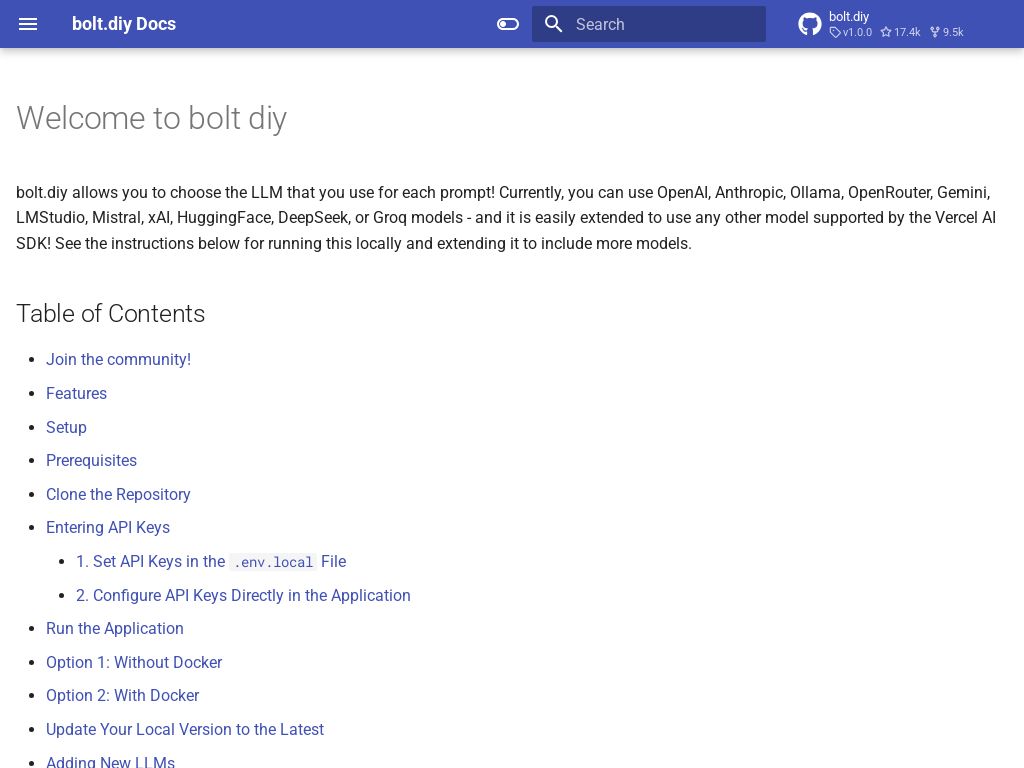 bolt.diy Docs
Search
bolt.diy
v1.0.0 17.4k 9.5k
Welcome to bolt diy
bolt.diy allows you to choose the LLM that you use for each prompt! Currently, you can use OpenAI, Anthropic, Ollama, OpenRouter, Gemini,
LMStudio, Mistral, xAI, HuggingFace, DeepSeek, or Groq models - and it is easily extended to use any other model supported by the Vercel AI
SDK! See the instructions below for running this locally and extending it to include more models.
Table of Contents
Join the community!
Features
Setup
Prerequisites
Clone the Repository
Entering API Keys
1. Set API Keys in the .env.local File
2. Configure API Keys Directly in the Application
Run the Application
Option 1: Without Docker
Option 2: With Docker
Update Your Local Version to the Latest
Adding New LLMs